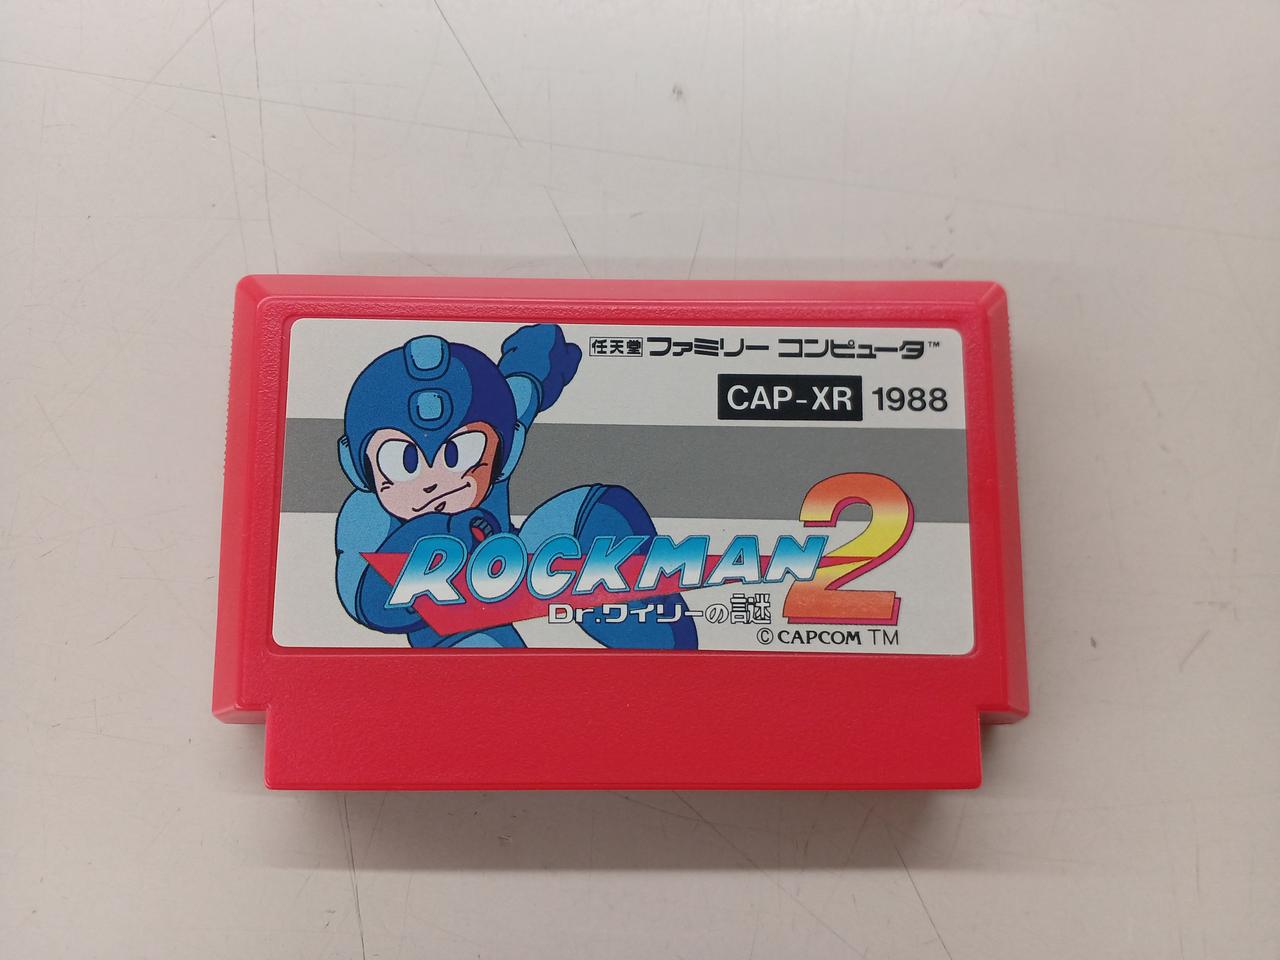 任天堂 ファミリー コンピュータ™
CAP-XR 1988
ROCKMAN 2
Dr.ワイリーの謎
© CAPCOM TM